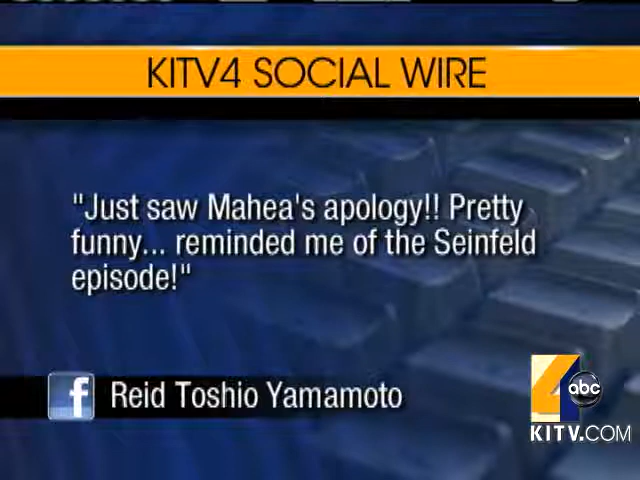 KITV4 SOCIAL WIRE
"Just saw Mahea's apology!! Pretty
funny... reminded me of the Seinfeld
episode!"
f Reid Toshio Yamamoto
4 abc
KITV.COM